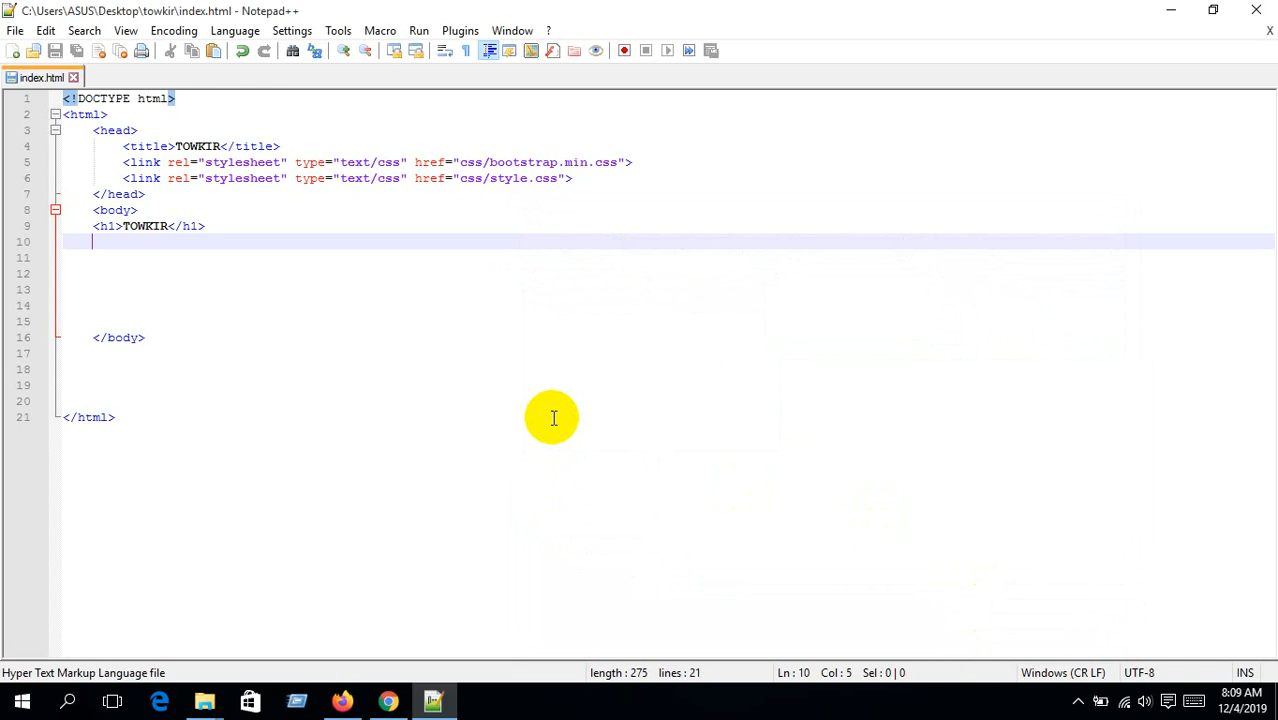 C:\Users\ASUS\Desktop\towkir\index.html - Notepad++
File Edit Search View Encoding Language Settings Tools Macro Run Plugins Window ? X
index.html
1 <!DOCTYPE html>
2 <html>
3 <head>
4 <title>TOWKIR</title>
5 <link rel="stylesheet" type="text/css" href="css/bootstrap.min.css">
6 <link rel="stylesheet" type="text/css" href="css/style.css">
7 </head>
8 <body>
9 <h1>TOWKIR</h1>
10
11
12
13
14
15
16 </body>
17
18
19
20
21 </html>
Hyper Text Markup Language file length : 275 lines : 21 Ln : 10 Col : 5 Sel : 0 | 0 Windows (CR LF) UTF-8 INS
8:09 AM
12/4/2019